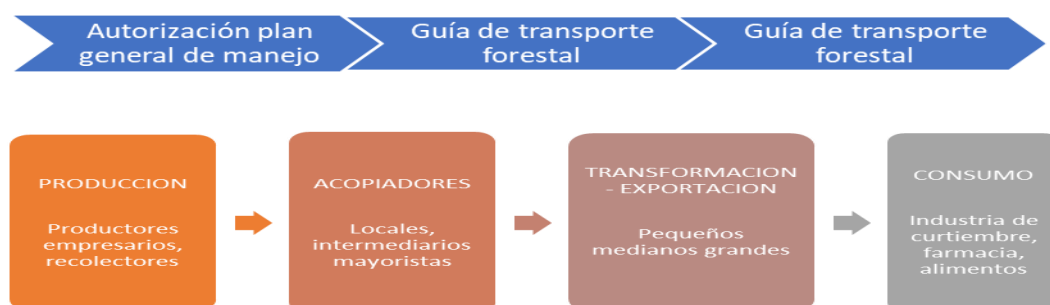 Autorización plan
general de manejo
Guía de transporte
forestal
Guía de transporte
forestal
PRODUCCION
Productores
empresarios,
recolectores
ACOPIADORES
Locales,
intermediarios
mayoristas
TRANSFORMACION
- EXPORTACION
Pequeños
medianos grandes
CONSUMO
Industria de
curtiembre,
farmacia,
alimentos